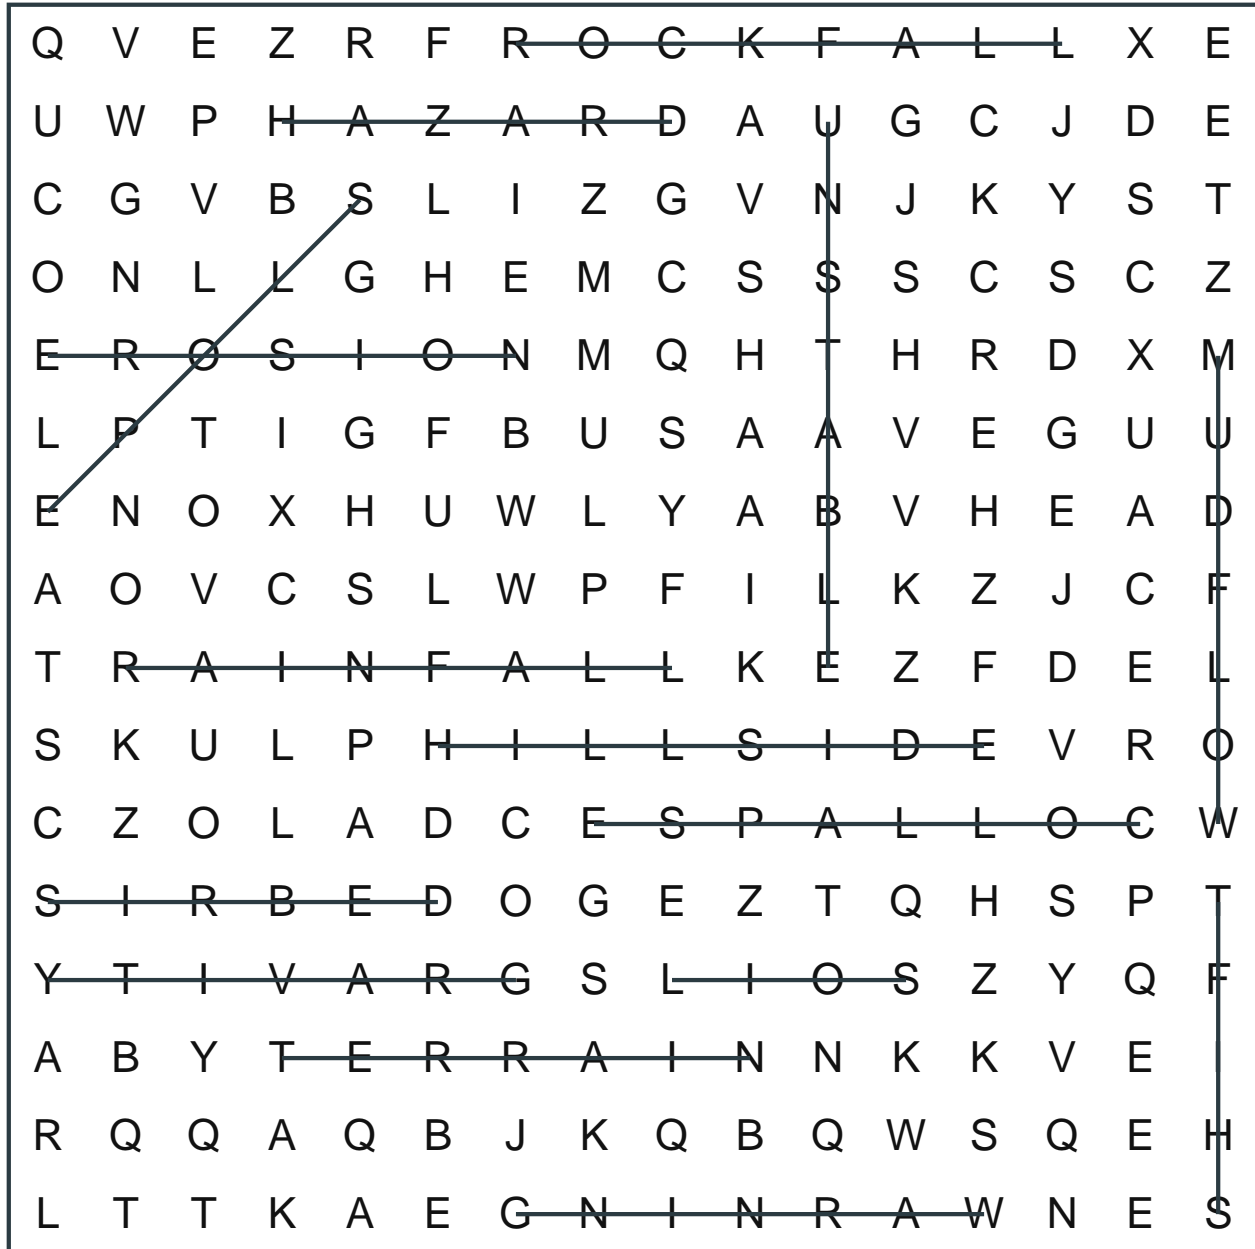 Q V E Z R F R O C K F A L L X E
U W P H A Z A R D A U G C J D E
C G V B S L I Z G V N J K Y S T
O N L L G H E M C S S S C S C Z
E R O S I O N M Q H T H R D X M
L P T I G F B U S A A V E G U U
E N O X H U W L Y A B V H E A D
A O V C S L W P F I L K Z J C F
T R A I N F A L L K E Z F D E L
S K U L P H I L L S I D E V R O
C Z O L A D C E S P A L L O C W
S I R B E D O G E Z T Q H S P T
Y T I V A R G S L I O S Z Y Q F
A B Y T E R R A I N N K K V E I
R Q Q A Q B J K Q B Q W S Q E H
L T T K A E G N I N R A W N E S